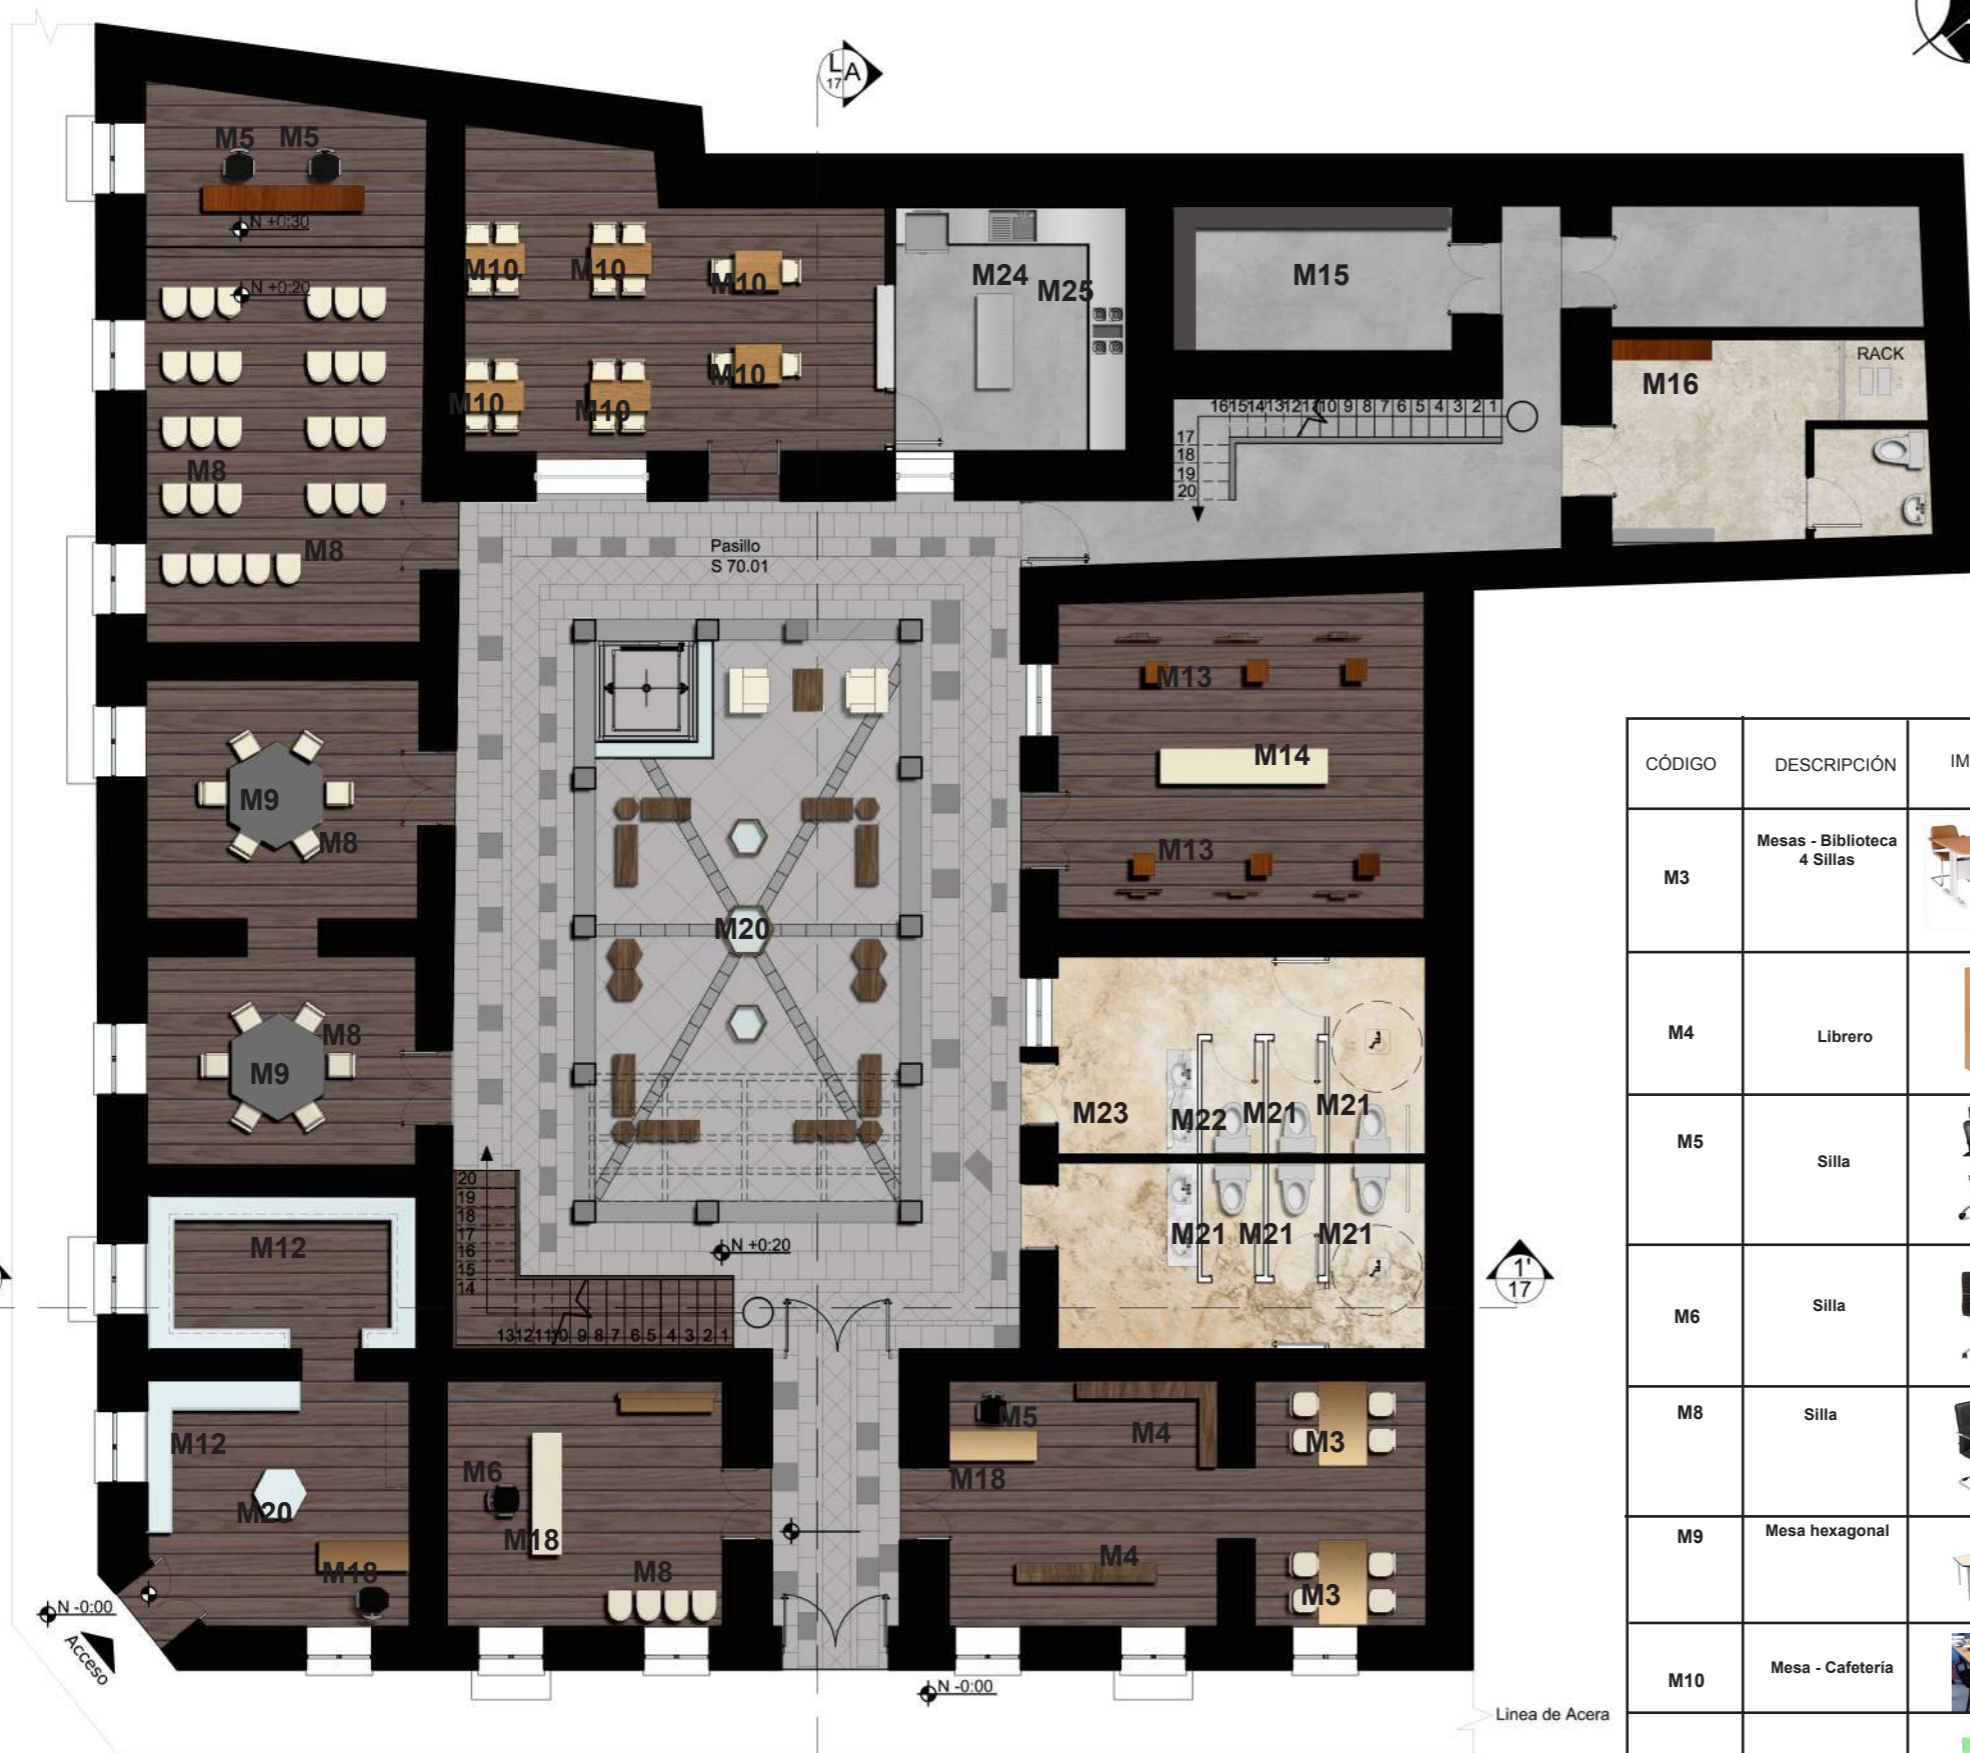 L A
17
M5 M5
N +0:30
N +0:20
M10 M10 M10
M24
M25
M15
RACK
M16
M10 M10 M10
16 15 14 13 12 11 10 9 8 7 6 5 4 3 2 1
17
18
19
20
M8
M8
Pasillo
S 70.01
M13
M14
M9
M8
M13
M20
M8
M9
M23 M22 M21 M21
M21 M21 M21
20
19
18
17
16
15
14
13 12 11 10 9 8 7 6 5 4 3 2 1
N +0:20
1'
17
M12
M12
M20
M18
M6
M18
M8
M5
M18
M4
M4
M3
M3
N -0:00
Acceso
N -0:00
Linea de Acera
CÓDIGO DESCRIPCIÓN IM
M3 Mesas - Biblioteca
4 Sillas
M4 Librero
M5 Silla
M6 Silla
M8 Silla
M9 Mesa hexagonal
M10 Mesa - Cafetería